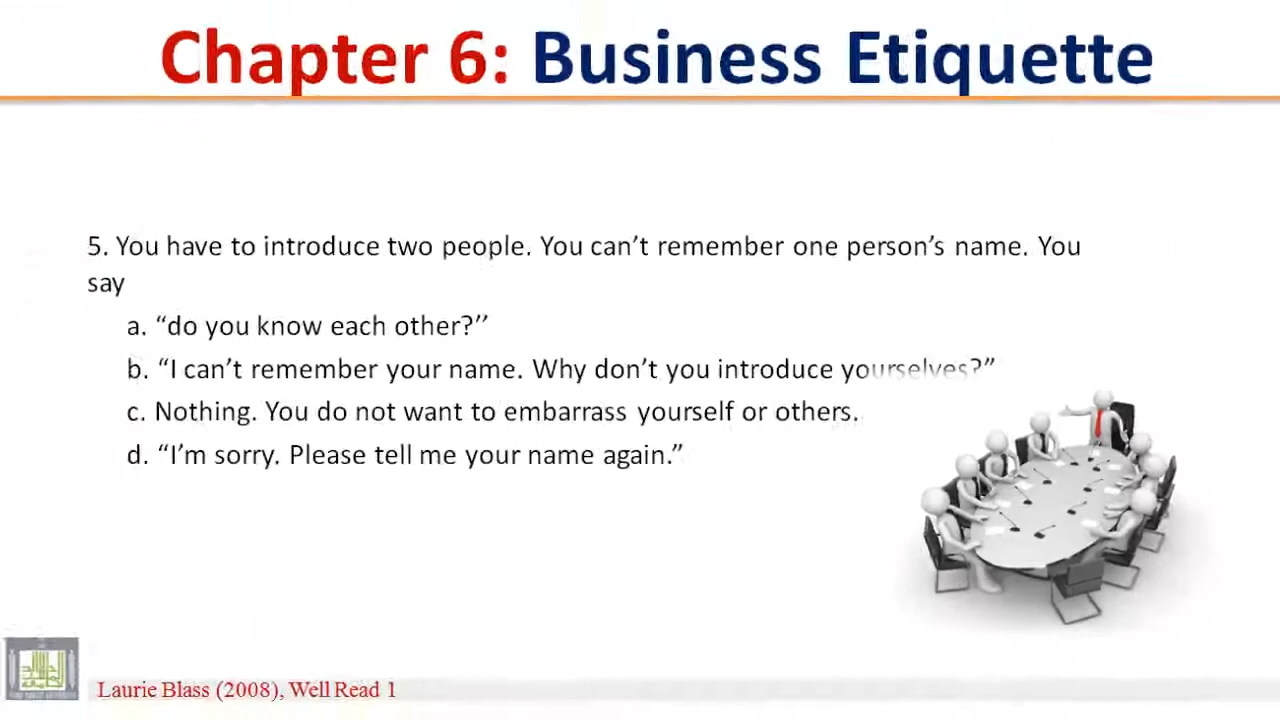 Chapter 6: Business Etiquette
5. You have to introduce two people. You can’t remember one person’s name. You
say
a. “do you know each other?’’
b. “I can’t remember your name. Why don’t you introduce yourselves?”
c. Nothing. You do not want to embarrass yourself or others.
d. “I’m sorry. Please tell me your name again.”
Laurie Blass (2008), Well Read 1